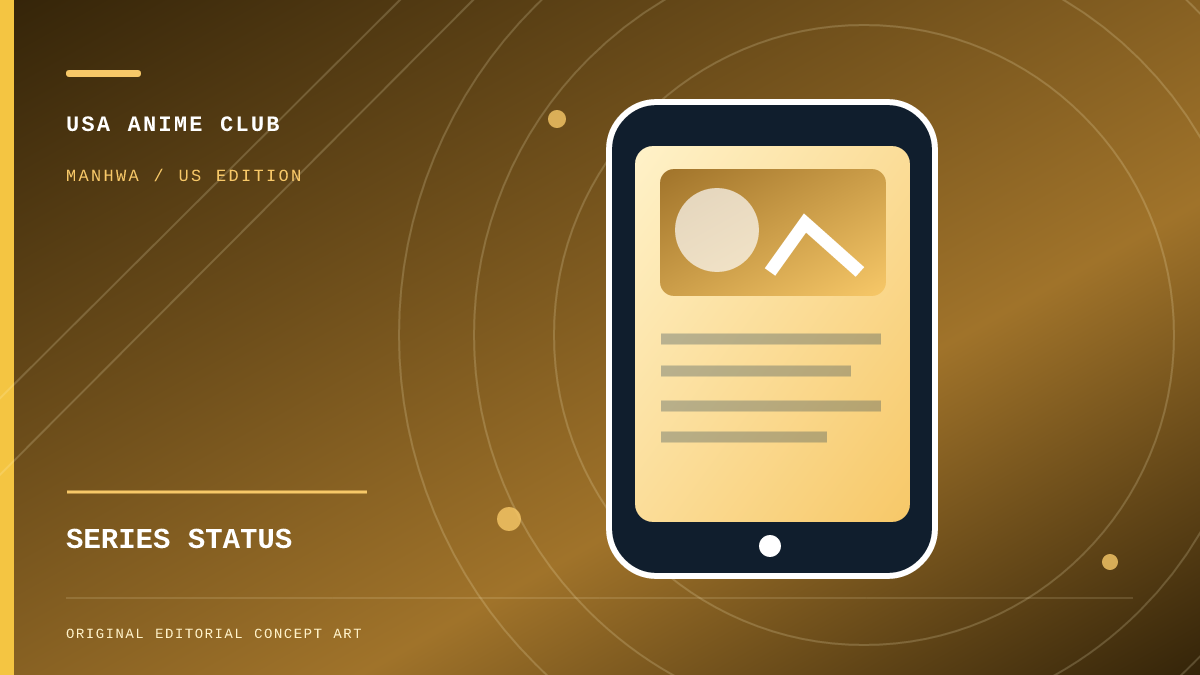 USA ANIME CLUB
MANHWA / US EDITION
SERIES STATUS
ORIGINAL EDITORIAL CONCEPT ART